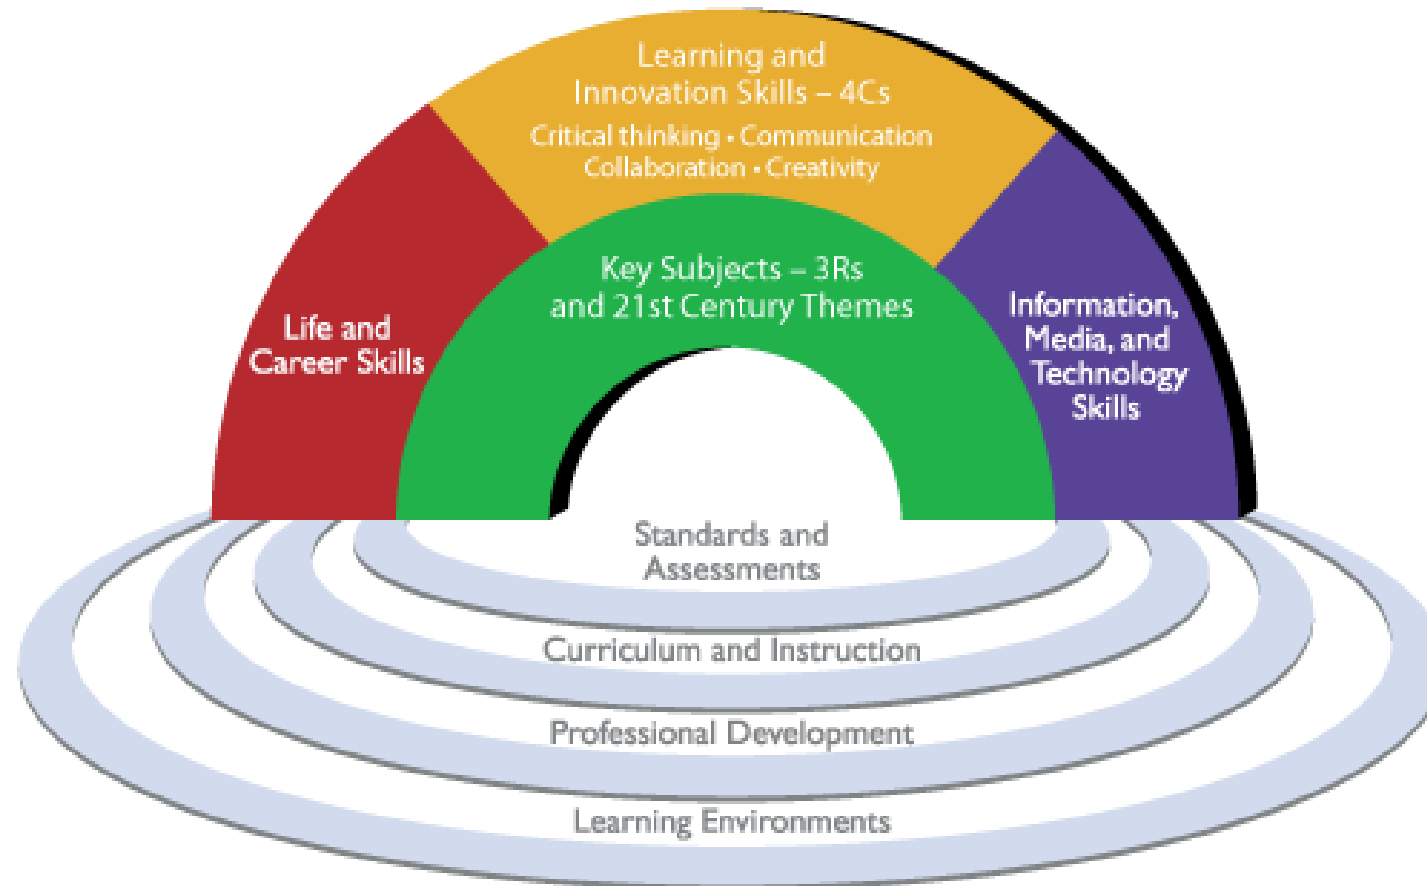 Learning and
Innovation Skills – 4Cs
Critical thinking • Communication
Collaboration • Creativity
Key Subjects – 3Rs
and 21st Century Themes
Life and
Career Skills
Information,
Media, and
Technology
Skills
Standards and
Assessments
Curriculum and Instruction
Professional Development
Learning Environments